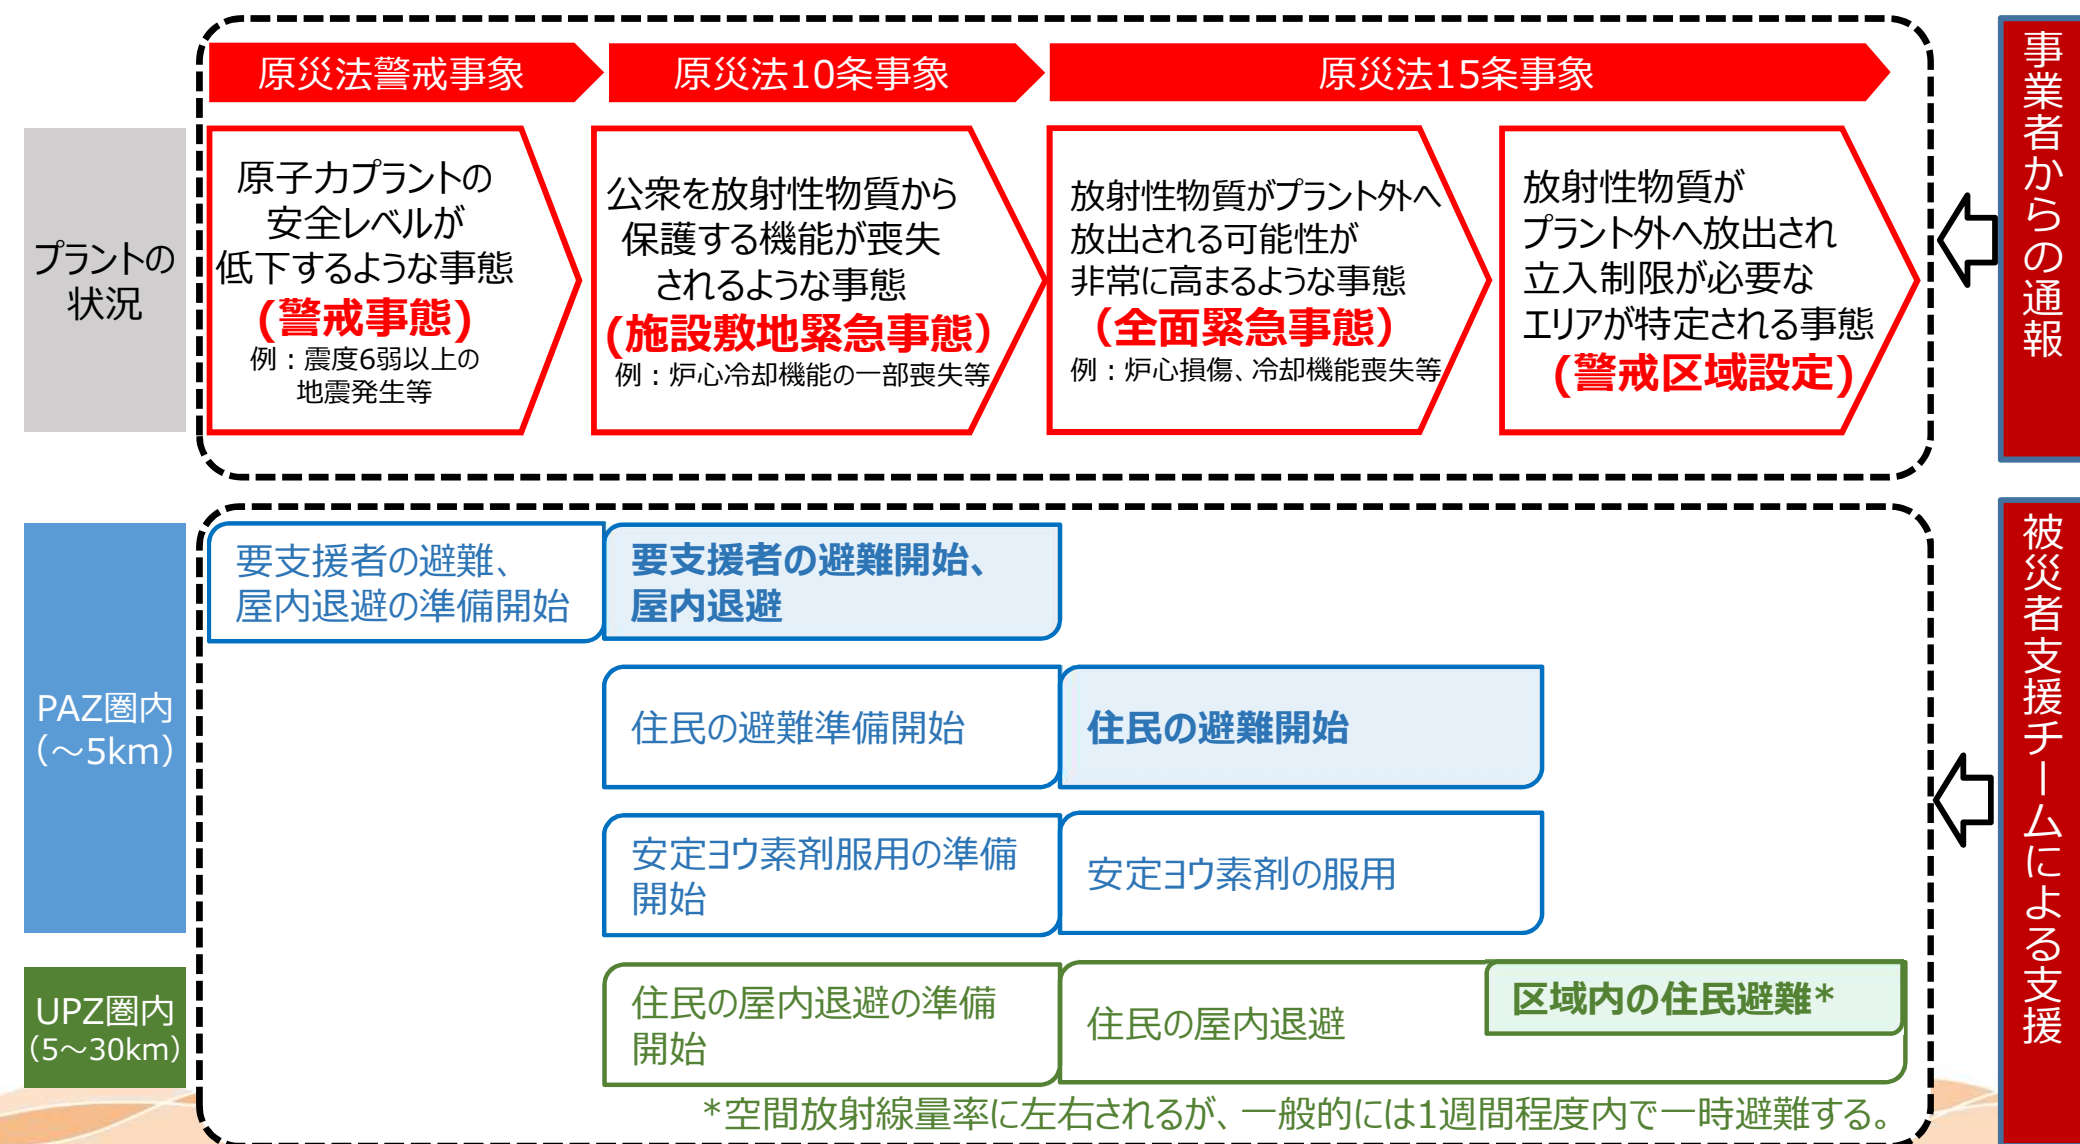 原災法警戒事象
原災法10条事象
原災法15条事象
事業者からの通報
プラントの
状況
原子力プラントの
安全レベルが
低下するような事態
(警戒事態)
例：震度6弱以上の
地震発生等
公衆を放射性物質から
保護する機能が喪失
されるような事態
(施設敷地緊急事態）
例：炉心冷却機能の一部喪失等
放射性物質がプラント外へ
放出される可能性が
非常に高まるような事態
（全面緊急事態）
例：炉心損傷、冷却機能喪失等
放射性物質が
プラント外へ放出され
立入制限が必要な
エリアが特定される事態
(警戒区域設定)
被災者支援チームによる支援
PAZ圏内
（～5km）
要支援者の避難、
屋内退避の準備開始
要支援者の避難開始、
屋内退避
住民の避難準備開始
住民の避難開始
安定ヨウ素剤服用の準備
開始
安定ヨウ素剤の服用
UPZ圏内
（5～30km）
住民の屋内退避の準備
開始
住民の屋内退避
区域内の住民避難*
*空間放射線量率に左右されるが、一般的には1週間程度内で一時避難する。